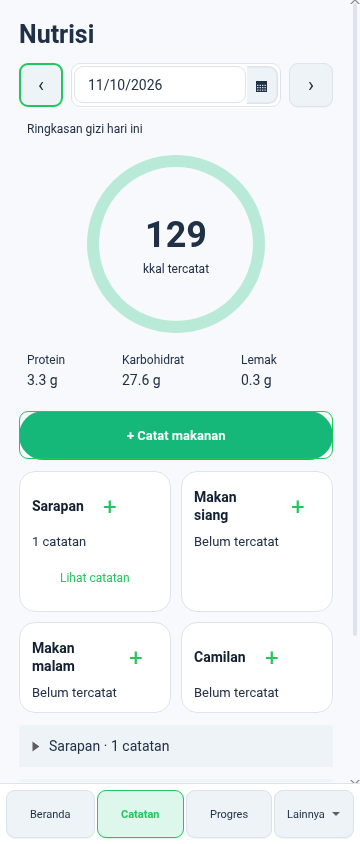 Nutrisi
‹
11/10/2026
›
Ringkasan gizi hari ini
129
kkal tercatat
Protein
Karbohidrat
Lemak
3.3 g
27.6 g
0.3 g
+ Catat makanan
Sarapan +
1 catatan
Lihat catatan
Makan
siang
+
Belum tercatat
Makan
malam
+
Belum tercatat
Camilan +
Belum tercatat
Sarapan · 1 catatan
Beranda
Catatan
Progres
Lainnya